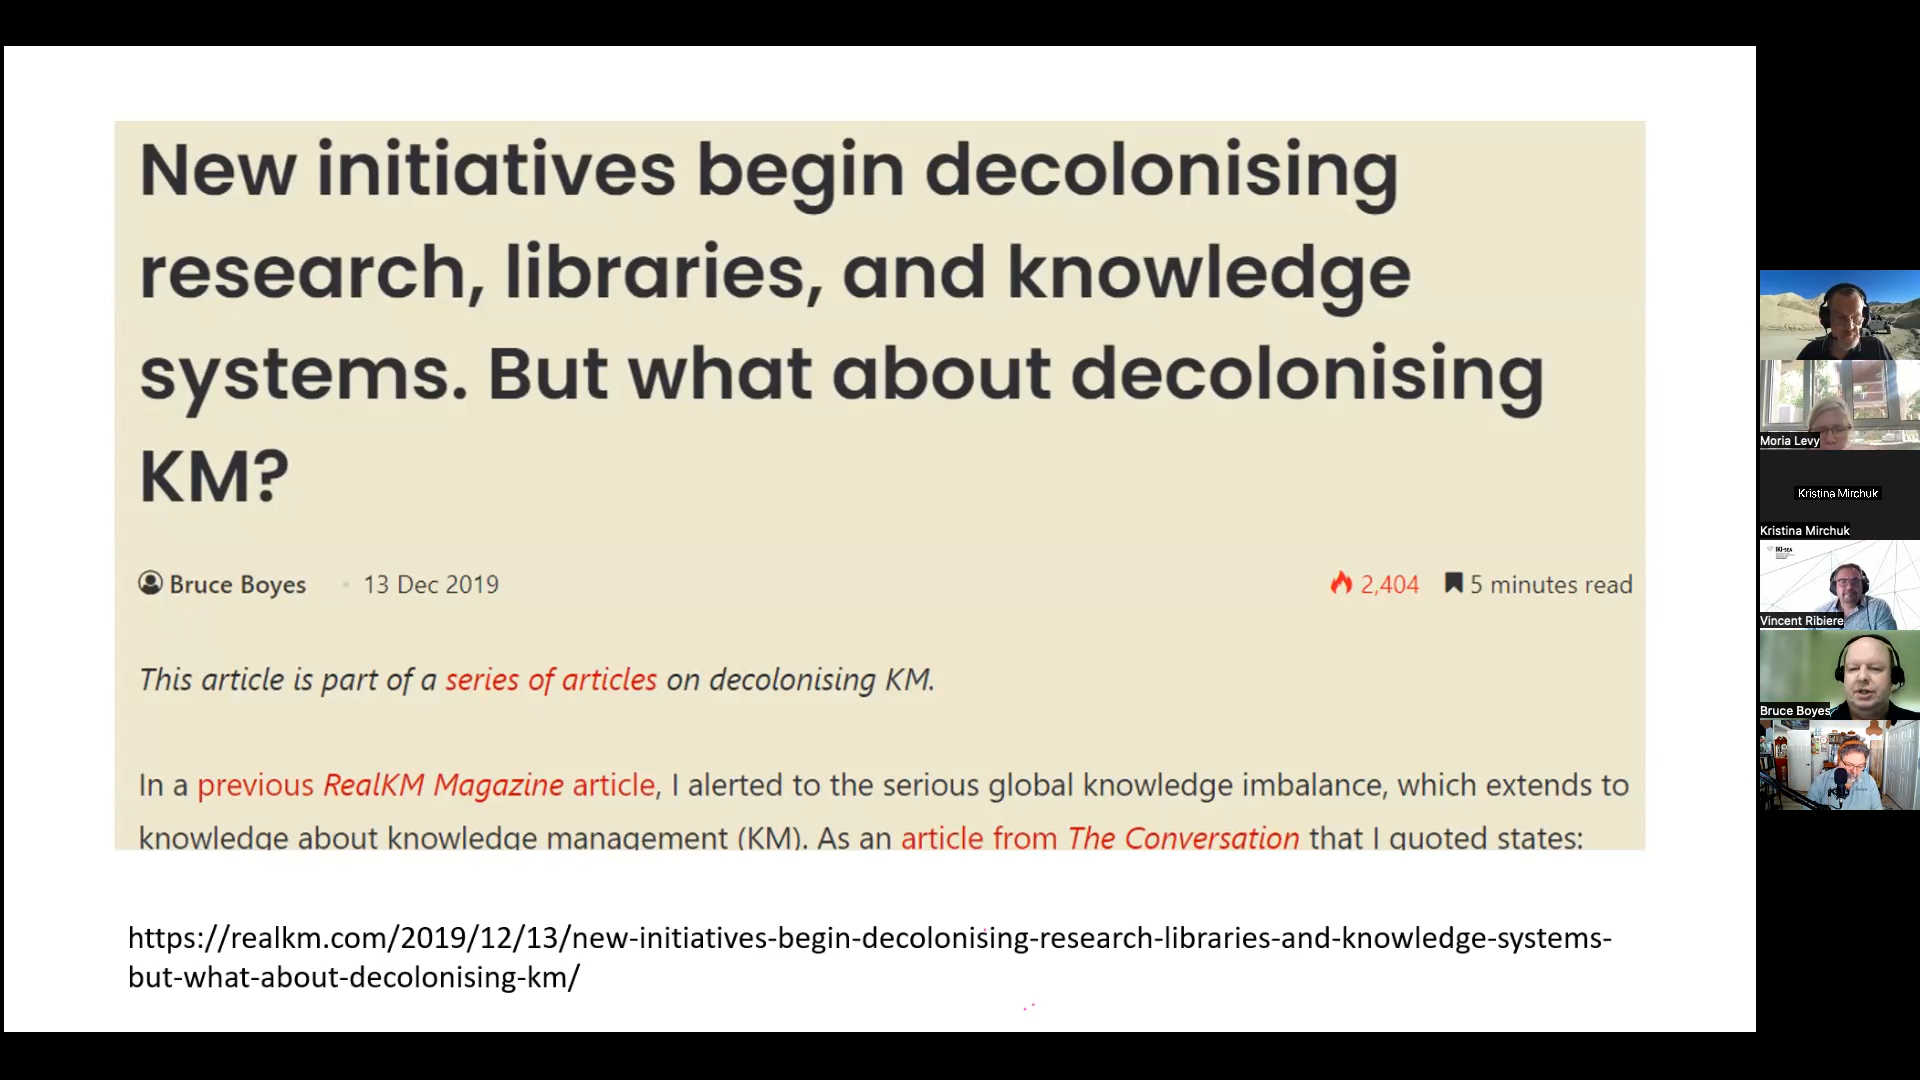 New initiatives begin decolonising
research, libraries, and knowledge
systems. But what about decolonising
KM?
Bruce Boyes
13 Dec 2019
2,404
5 minutes read
This article is part of a series of articles on decolonising KM.
In a previous RealKM Magazine article, I alerted to the serious global knowledge imbalance, which extends to
knowledge about knowledge management (KM). As an article from The Conversation that I quoted states:
https://realkm.com/2019/12/13/new-initiatives-begin-decolonising-research-libraries-and-knowledge-systems-
but-what-about-decolonising-km/
Moria Levy
Kristina Mirchuk
Kristina Mirchuk
IKI-SEA
Vincent Ribiere
Bruce Boyes